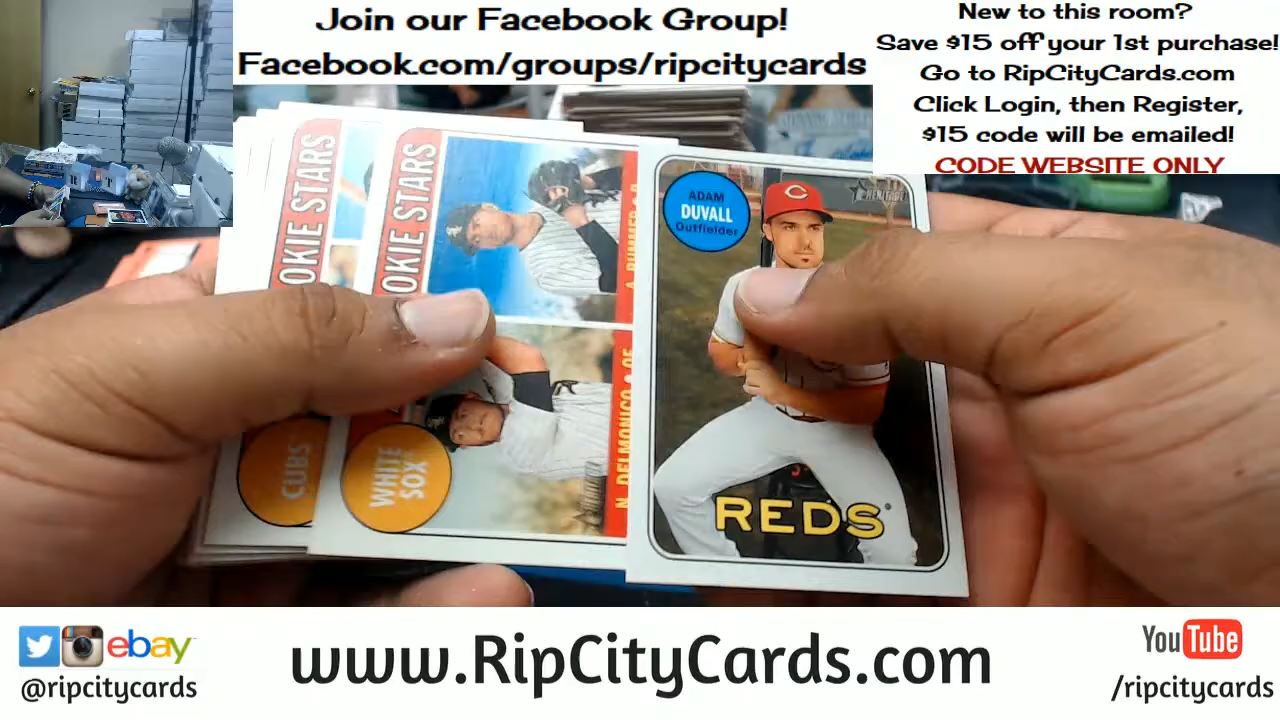 Join our Facebook Group!
Facebook.com/groups/ripcitycards
New to this room?
Save $15 off your 1st purchase!
Go to RipCityCards.com
Click Login, then Register,
$15 code will be emailed!
CODE WEBSITE ONLY
OKIE STARS
CUBS
OKIE STARS
WHITE
SOX
N. DELMONICO • OF
ADAM
DUVALL
Outfielder
HERITAGE
REDS
ebay
@ripcitycards
www.RipCityCards.com
YouTube
/ripcitycards